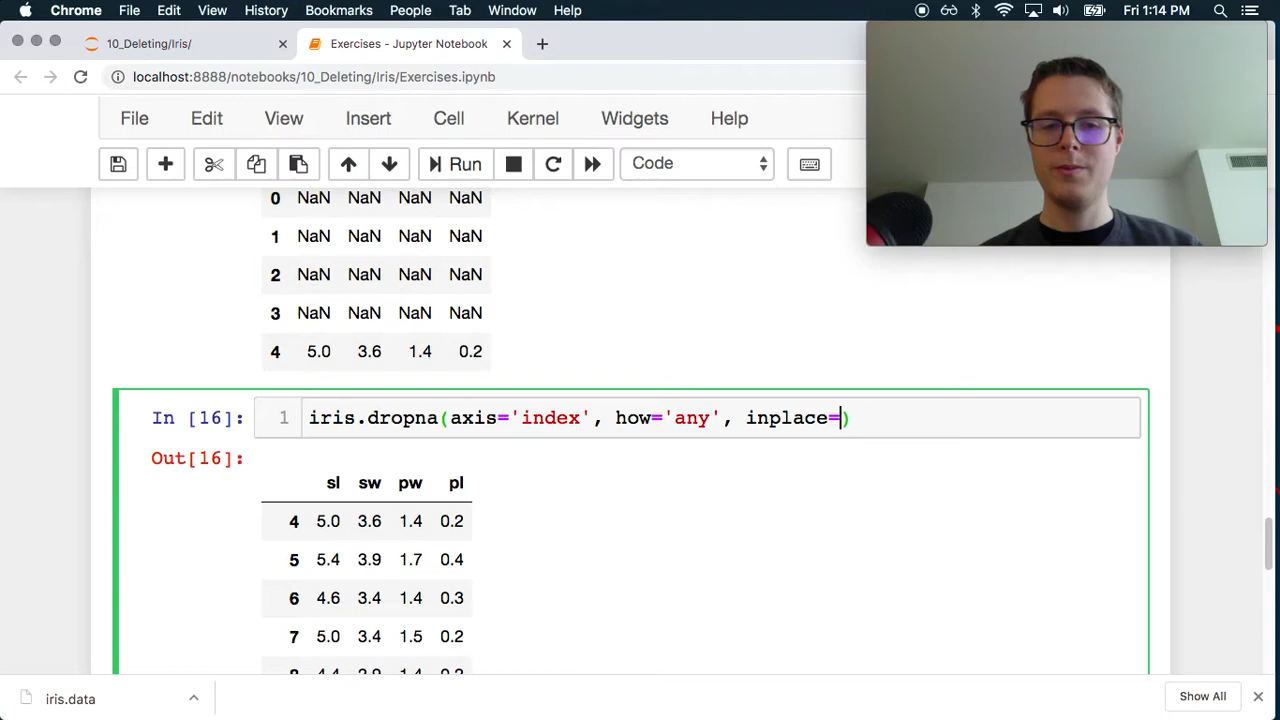 Chrome File Edit View History Bookmarks People Tab Window Help Fri 1:14 PM
10_Deleting/Iris/ Exercises - Jupyter Notebook
localhost:8888/notebooks/10_Deleting/Iris/Exercises.ipynb
File Edit View Insert Cell Kernel Widgets Help
Run Code
0 NaN NaN NaN NaN
1 NaN NaN NaN NaN
2 NaN NaN NaN NaN
3 NaN NaN NaN NaN
4 5.0 3.6 1.4 0.2
In [16]: 1 iris.dropna(axis='index', how='any', inplace=)
Out[16]:
sl sw pw pl
4 5.0 3.6 1.4 0.2
5 5.4 3.9 1.7 0.4
6 4.6 3.4 1.4 0.3
7 5.0 3.4 1.5 0.2
iris.data Show All